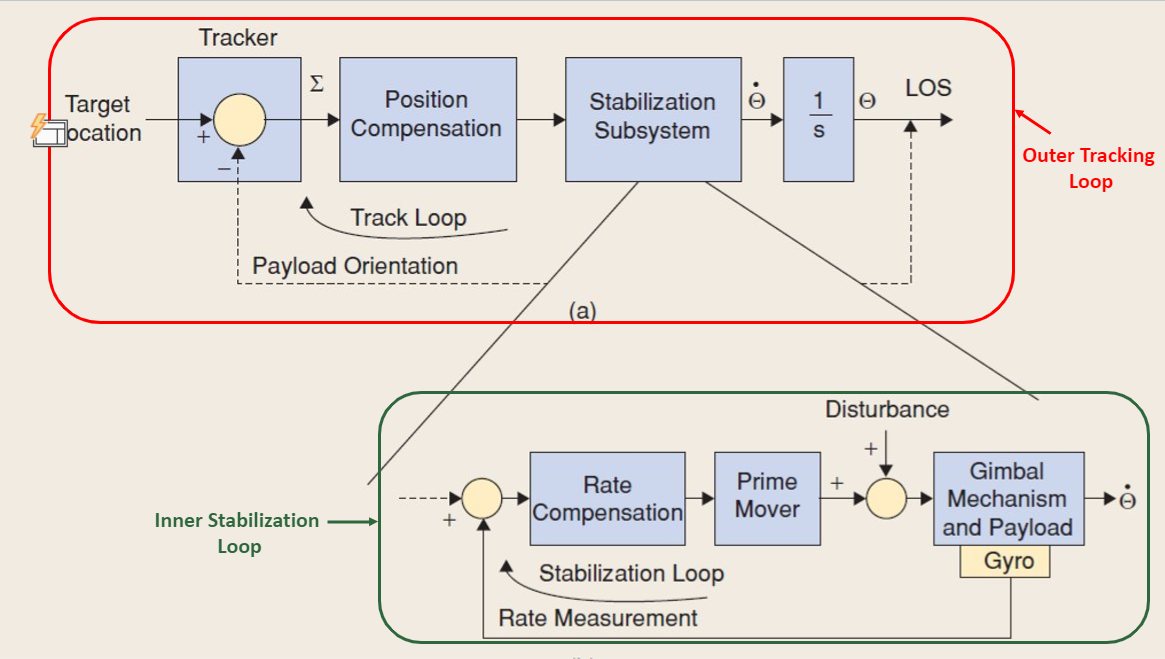 Tracker
Target
ocation
+
−
Σ
Position
Compensation
Stabilization
Subsystem
Θ̇
1
s
Θ
LOS
Outer Tracking
Loop
Track Loop
Payload Orientation
(a)
Disturbance
+
Inner Stabilization
Loop
+
Rate
Compensation
Prime
Mover
+
Gimbal
Mechanism
and Payload
Θ̇
Gyro
Stabilization Loop
Rate Measurement